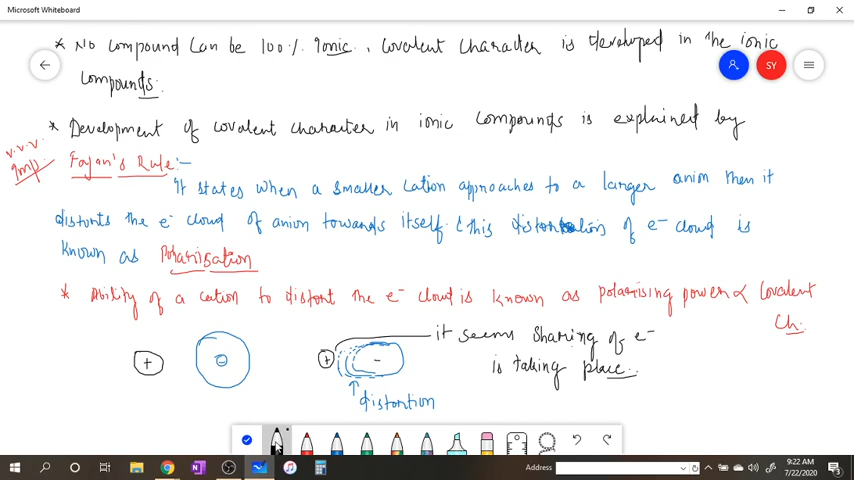 Microsoft Whiteboard
* No compound can be 100% Ionic. Covalent character is developed in the ionic
SY
compounds.
* Development of covalent character in ionic compounds is explained by
v.v.v.
Imp
Fajan's Rule:-
It states when a smaller cation approaches to a larger anion then it
distorts the e- cloud of anion towards itself & this distortion of e- cloud is
known as Polarisation
* Ability of a cation to distort the e- cloud is known as polarising power ∝ Covalent
Ch.
it seems sharing of e-
is taking place.
+ - + -
distortion
Address
9:22 AM
7/22/2020
3